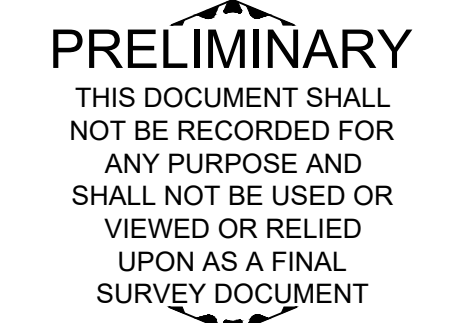 PRELIMINARY
THIS DOCUMENT SHALL
NOT BE RECORDED FOR
ANY PURPOSE AND
SHALL NOT BE USED OR
VIEWED OR RELIED
UPON AS A FINAL
SURVEY DOCUMENT